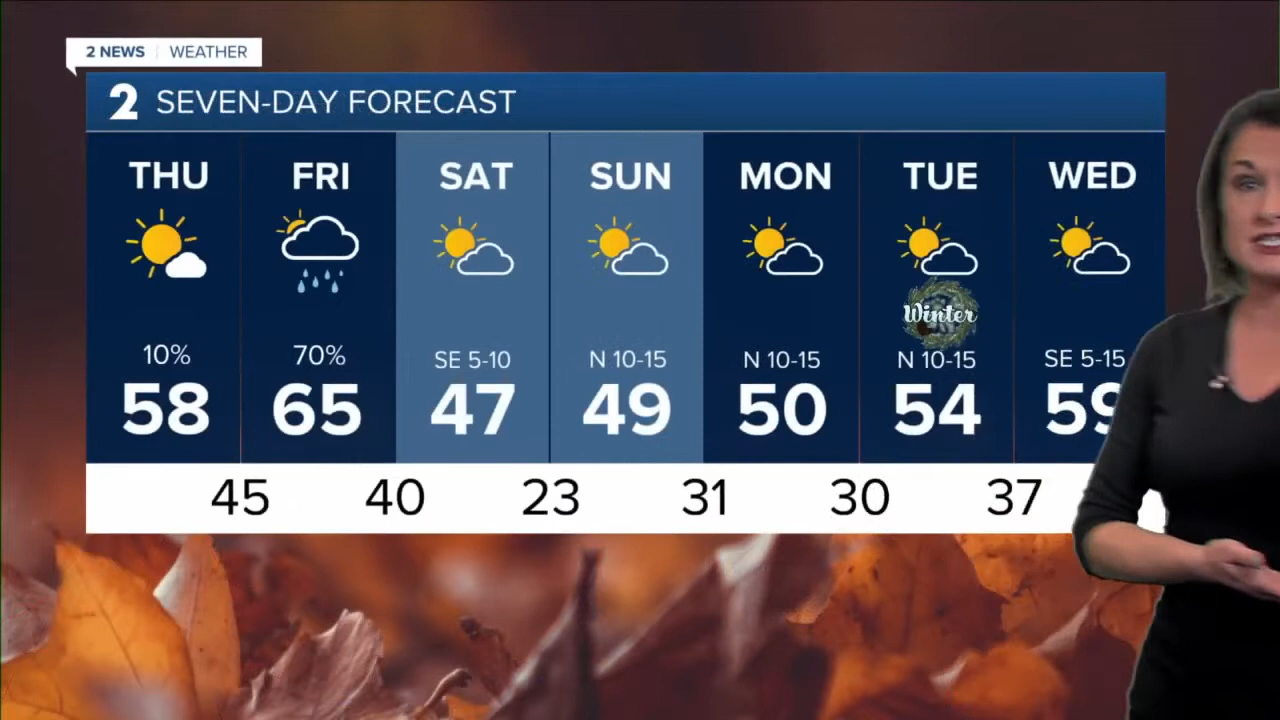 2 NEWS | WEATHER
2 SEVEN-DAY FORECAST
THU FRI SAT SUN MON TUE WED
Winter
10% 70% SE 5-10 N 10-15 N 10-15 N 10-15 SE 5-15
58 65 47 49 50 54 59
45 40 23 31 30 37